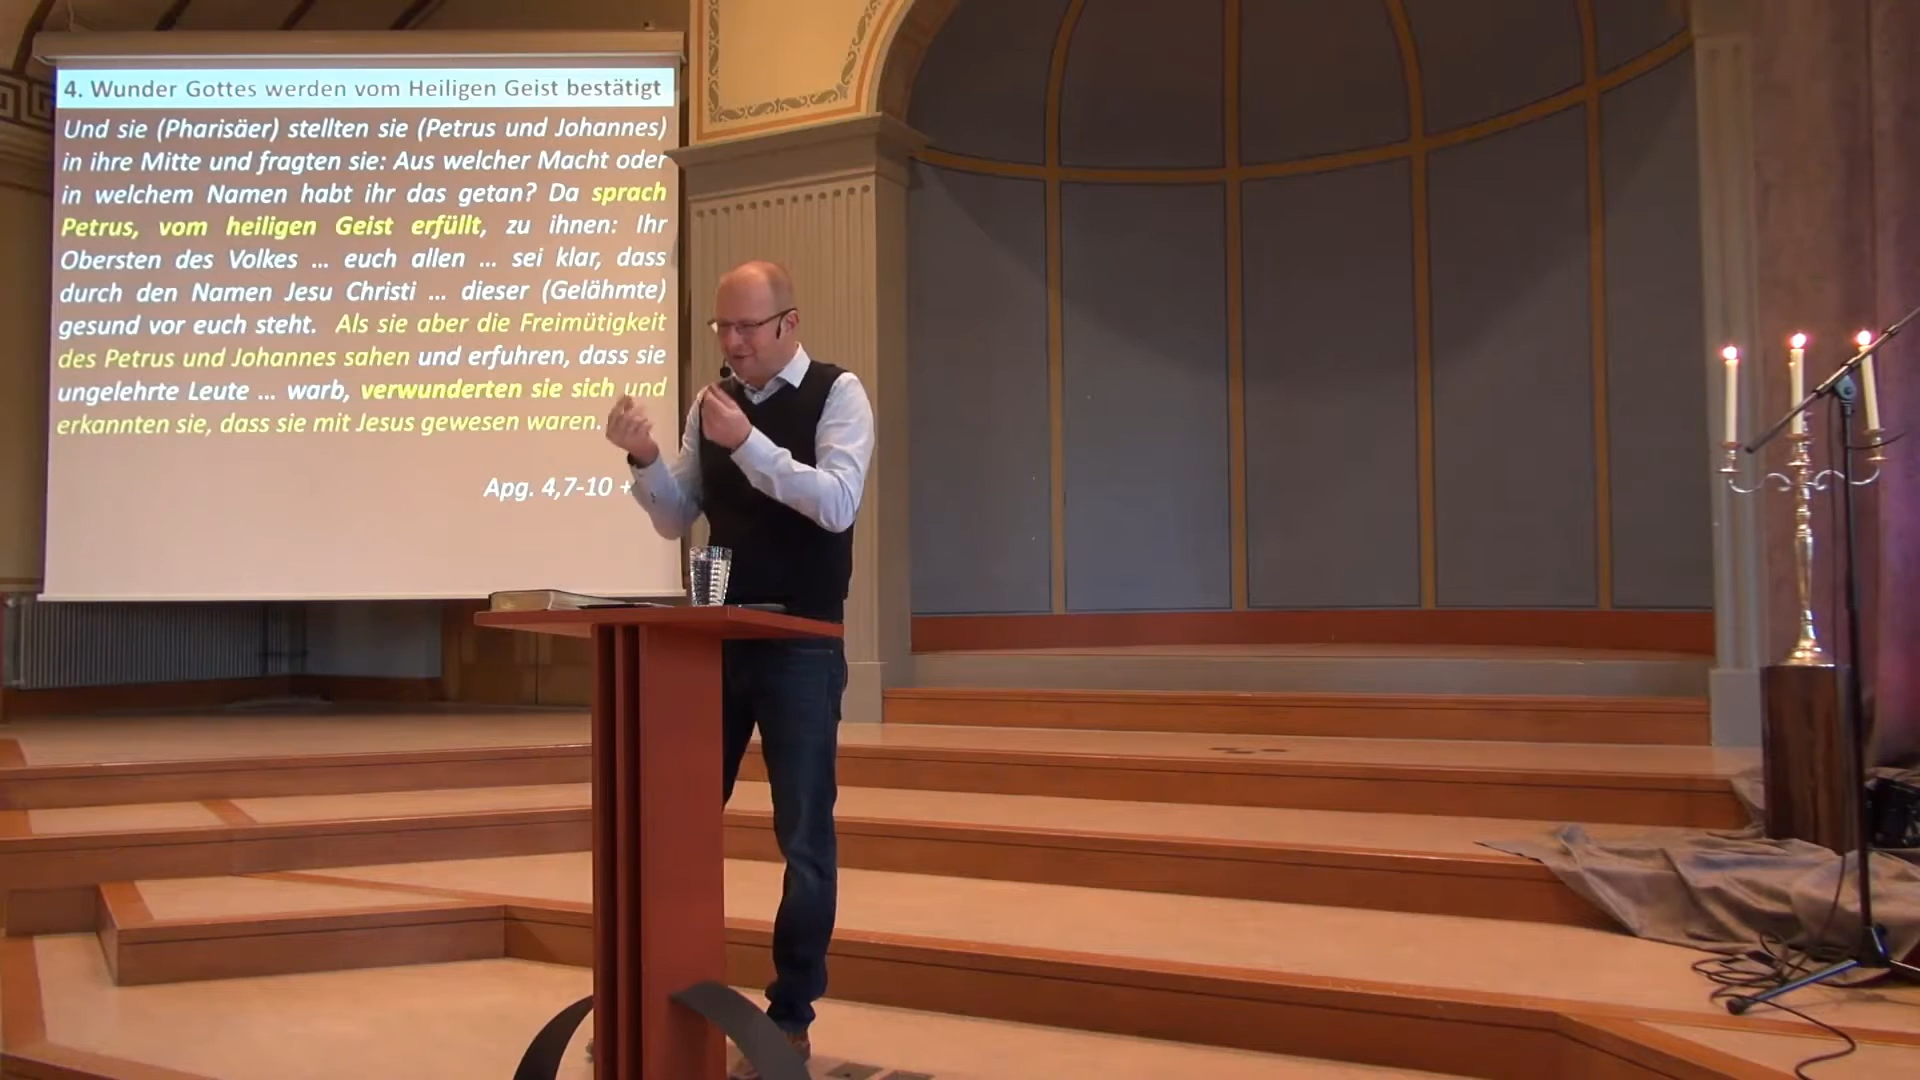 4. Wunder Gottes werden vom Heiligen Geist bestätigt
Und sie (Pharisäer) stellten sie (Petrus und Johannes)
in ihre Mitte und fragten sie: Aus welcher Macht oder
in welchem Namen habt ihr das getan? Da sprach
Petrus, vom heiligen Geist erfüllt, zu ihnen: Ihr
Obersten des Volkes ... euch allen ... sei klar, dass
durch den Namen Jesu Christi ... dieser (Gelähmte)
gesund vor euch steht. Als sie aber die Freimütigkeit
des Petrus und Johannes sahen und erfuhren, dass sie
ungelehrte Leute ... warb, verwunderten sie sich und
erkannten sie, dass sie mit Jesus gewesen waren.
Apg. 4,7-10 +